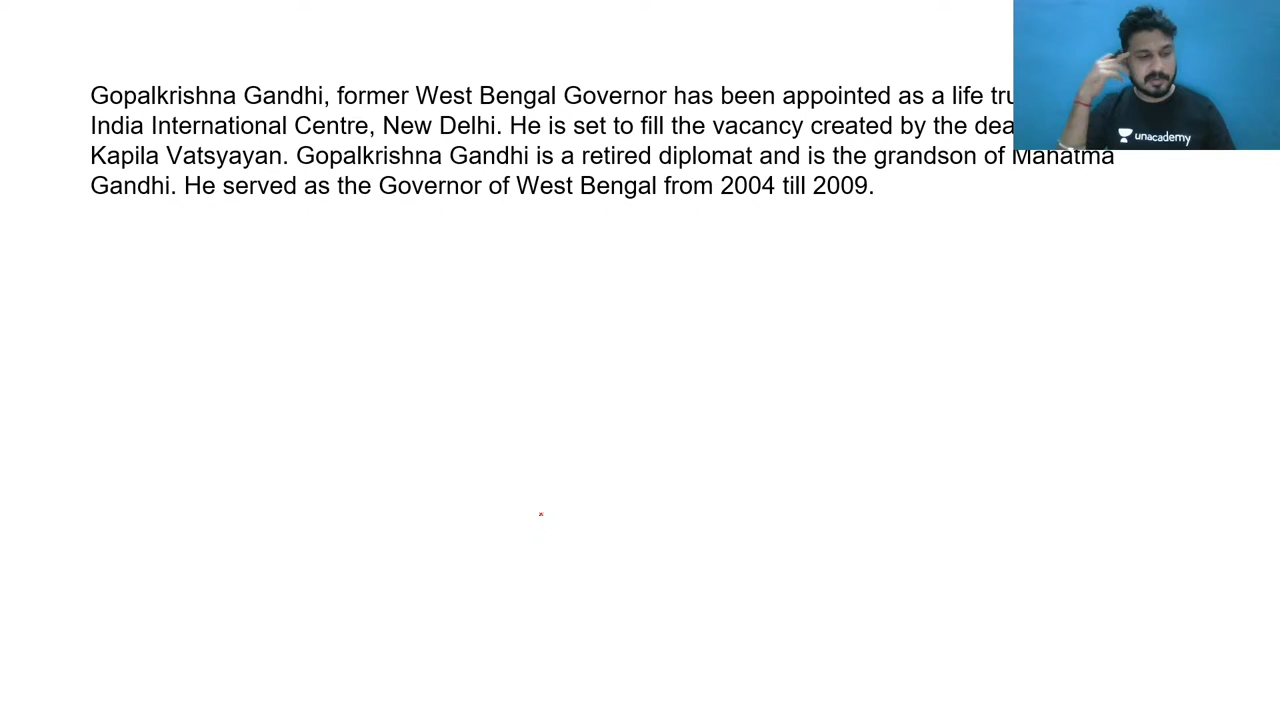 Gopalkrishna Gandhi, former West Bengal Governor has been appointed as a life
India International Centre, New Delhi. He is set to fill the vacancy created by the
Kapila Vatsyayan. Gopalkrishna Gandhi is a retired diplomat and is the grandson of Mahatma
Gandhi. He served as the Governor of West Bengal from 2004 till 2009.
unacademy